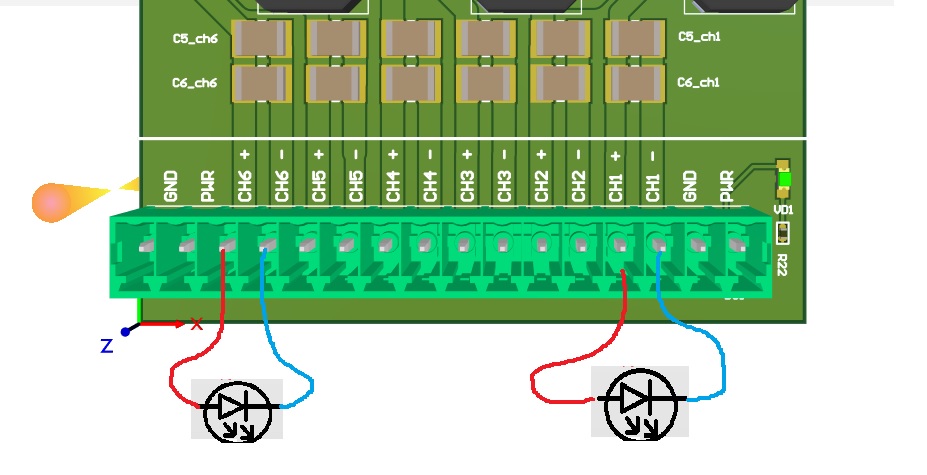 C5_ch6
C5_ch1
C6_ch6
C6_ch1
GND
PWR
CH6 +
CH6 -
CH5 +
CH5 -
CH4 +
CH4 -
CH3 +
CH3 -
CH2 +
CH2 -
CH1 +
CH1 -
GND
PWR
VD1
R22
X
Z